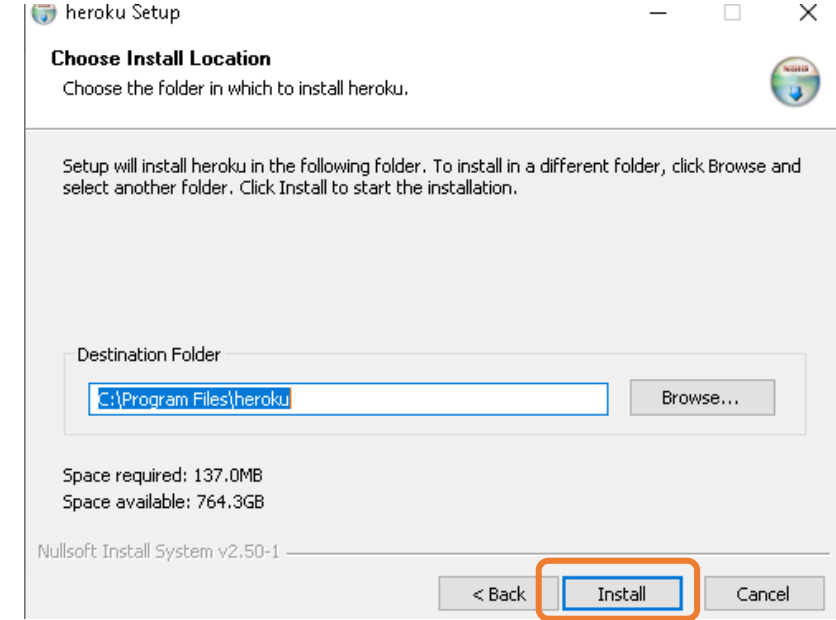 heroku Setup
Choose Install Location
Choose the folder in which to install heroku.
Setup will install heroku in the following folder. To install in a different folder, click Browse and
select another folder. Click Install to start the installation.
Destination Folder
C:\Program Files\heroku
Browse...
Space required: 137.0MB
Space available: 764.3GB
Nullsoft Install System v2.50-1
< Back
Install
Cancel